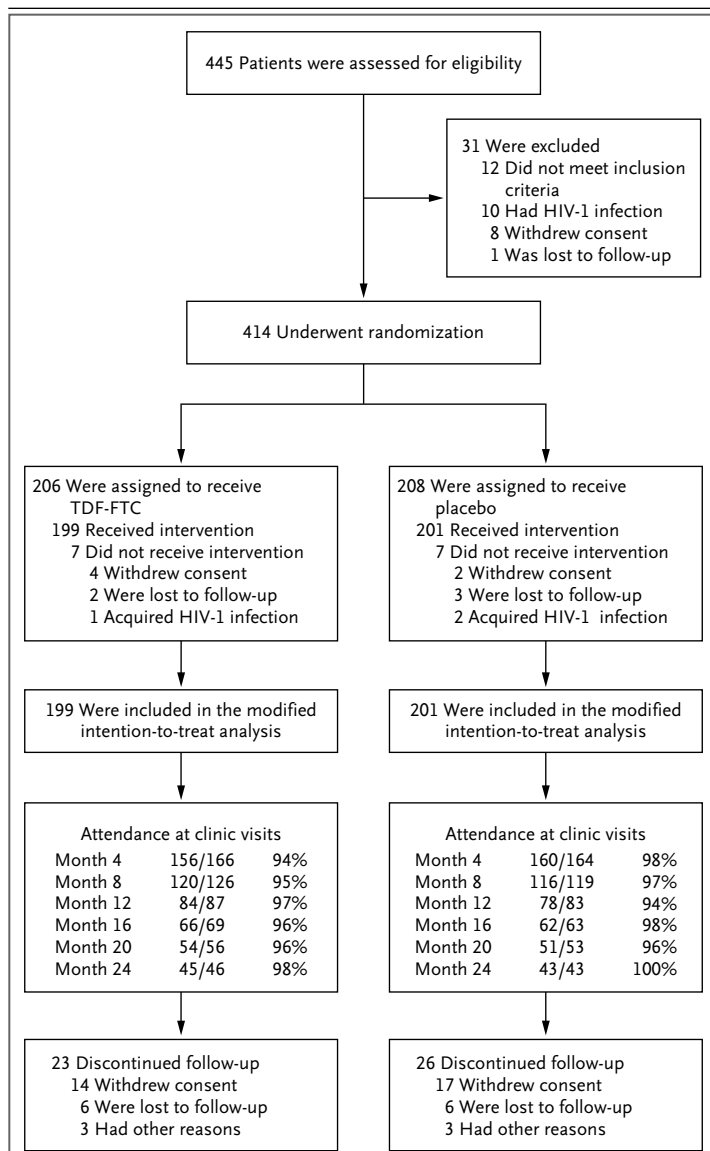 445 Patients were assessed for eligibility
31 Were excluded
12 Did not meet inclusion
criteria
10 Had HIV-1 infection
8 Withdrew consent
1 Was lost to follow-up
414 Underwent randomization
206 Were assigned to receive
TDF-FTC
199 Received intervention
7 Did not receive intervention
4 Withdrew consent
2 Were lost to follow-up
1 Acquired HIV-1 infection
208 Were assigned to receive
placebo
201 Received intervention
7 Did not receive intervention
2 Withdrew consent
3 Were lost to follow-up
2 Acquired HIV-1 infection
199 Were included in the modified
intention-to-treat analysis
201 Were included in the modified
intention-to-treat analysis
Attendance at clinic visits
Month 4 156/166 94%
Month 8 120/126 95%
Month 12 84/87 97%
Month 16 66/69 96%
Month 20 54/56 96%
Month 24 45/46 98%
Attendance at clinic visits
Month 4 160/164 98%
Month 8 116/119 97%
Month 12 78/83 94%
Month 16 62/63 98%
Month 20 51/53 96%
Month 24 43/43 100%
23 Discontinued follow-up
14 Withdrew consent
6 Were lost to follow-up
3 Had other reasons
26 Discontinued follow-up
17 Withdrew consent
6 Were lost to follow-up
3 Had other reasons